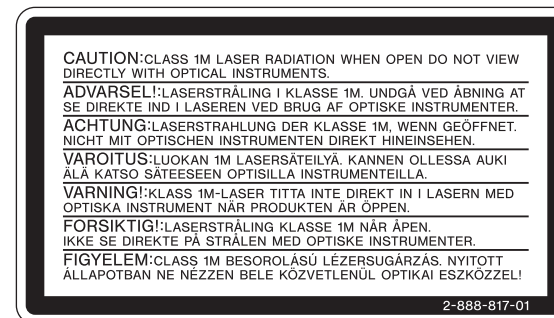 CAUTION:CLASS 1M LASER RADIATION WHEN OPEN DO NOT VIEW
DIRECTLY WITH OPTICAL INSTRUMENTS.
ADVARSEL!:LASERSTRÅLING I KLASSE 1M. UNDGÅ VED ÅBNING AT
SE DIREKTE IND I LASEREN VED BRUG AF OPTISKE INSTRUMENTER.
ACHTUNG:LASERSTRAHLUNG DER KLASSE 1M, WENN GEÖFFNET.
NICHT MIT OPTISCHEN INSTRUMENTEN DIREKT HINEINSEHEN.
VAROITUS:LUOKAN 1M LASERSÄTEILYÄ. KANNEN OLLESSA AUKI
ÄLÄ KATSO SÄTEESEEN OPTISILLA INSTRUMENTEILLA.
VARNING!:KLASS 1M-LASER TITTA INTE DIREKT IN I LASERN MED
OPTISKA INSTRUMENT NÄR PRODUKTEN ÄR ÖPPEN.
FORSIKTIG!:LASERSTRÅLING KLASSE 1M NÅR ÅPEN.
IKKE SE DIREKTE PÅ STRÅLEN MED OPTISKE INSTRUMENTER.
FIGYELEM:CLASS 1M BESOROLÁSÚ LÉZERSUGÁRZÁS. NYITOTT
ÁLLAPOTBAN NE NÉZZEN BELE KÖZVETLENÜL OPTIKAI ESZKÖZZEL!
2-888-817-01